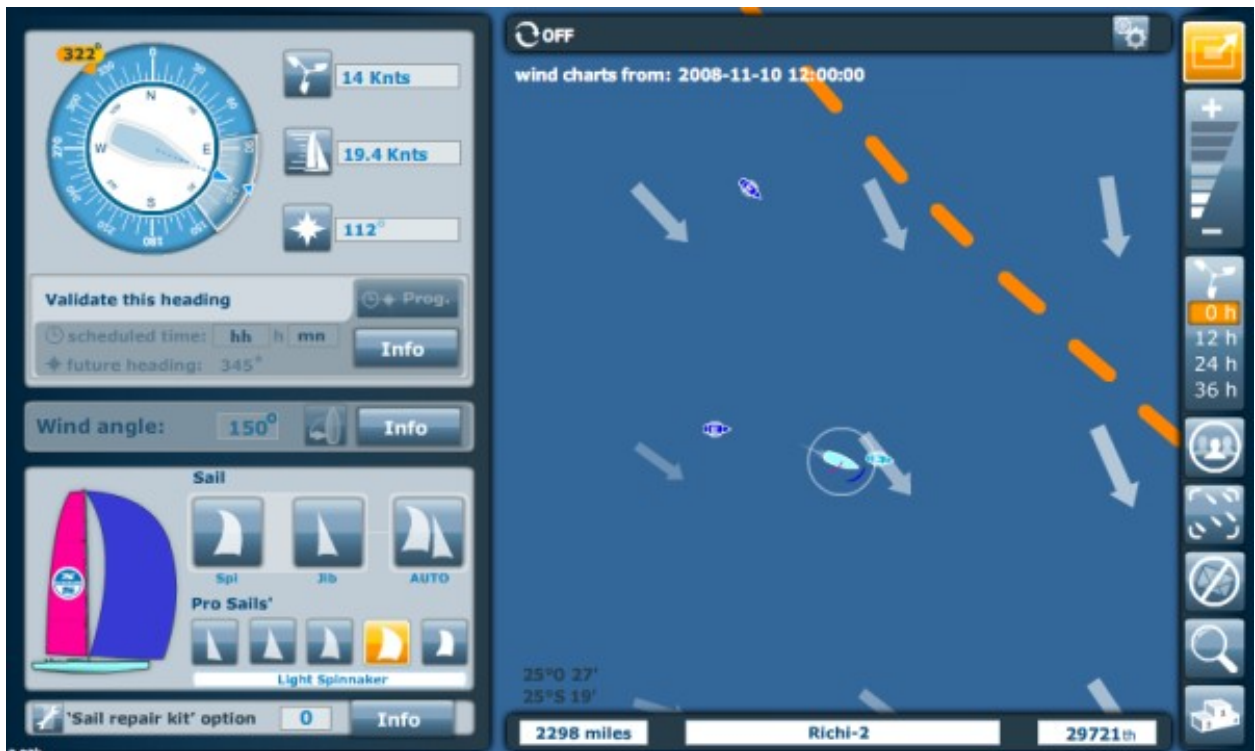 322°
0
N
W
E
S
270
180
14 Knts
19.4 Knts
112°
Validate this heading
Prog.
scheduled time: hh h mn
future heading: 345°
Info
Wind angle: 150° Info
Sail
Spi Jib AUTO
Pro Sails'
Light Spinnaker
'Sail repair kit' option 0 Info
OFF
wind charts from: 2008-11-10 12:00:00
25°O 27'
25°S 19'
2298 miles Richi-2 29721th
+
−
0 h
12 h
24 h
36 h